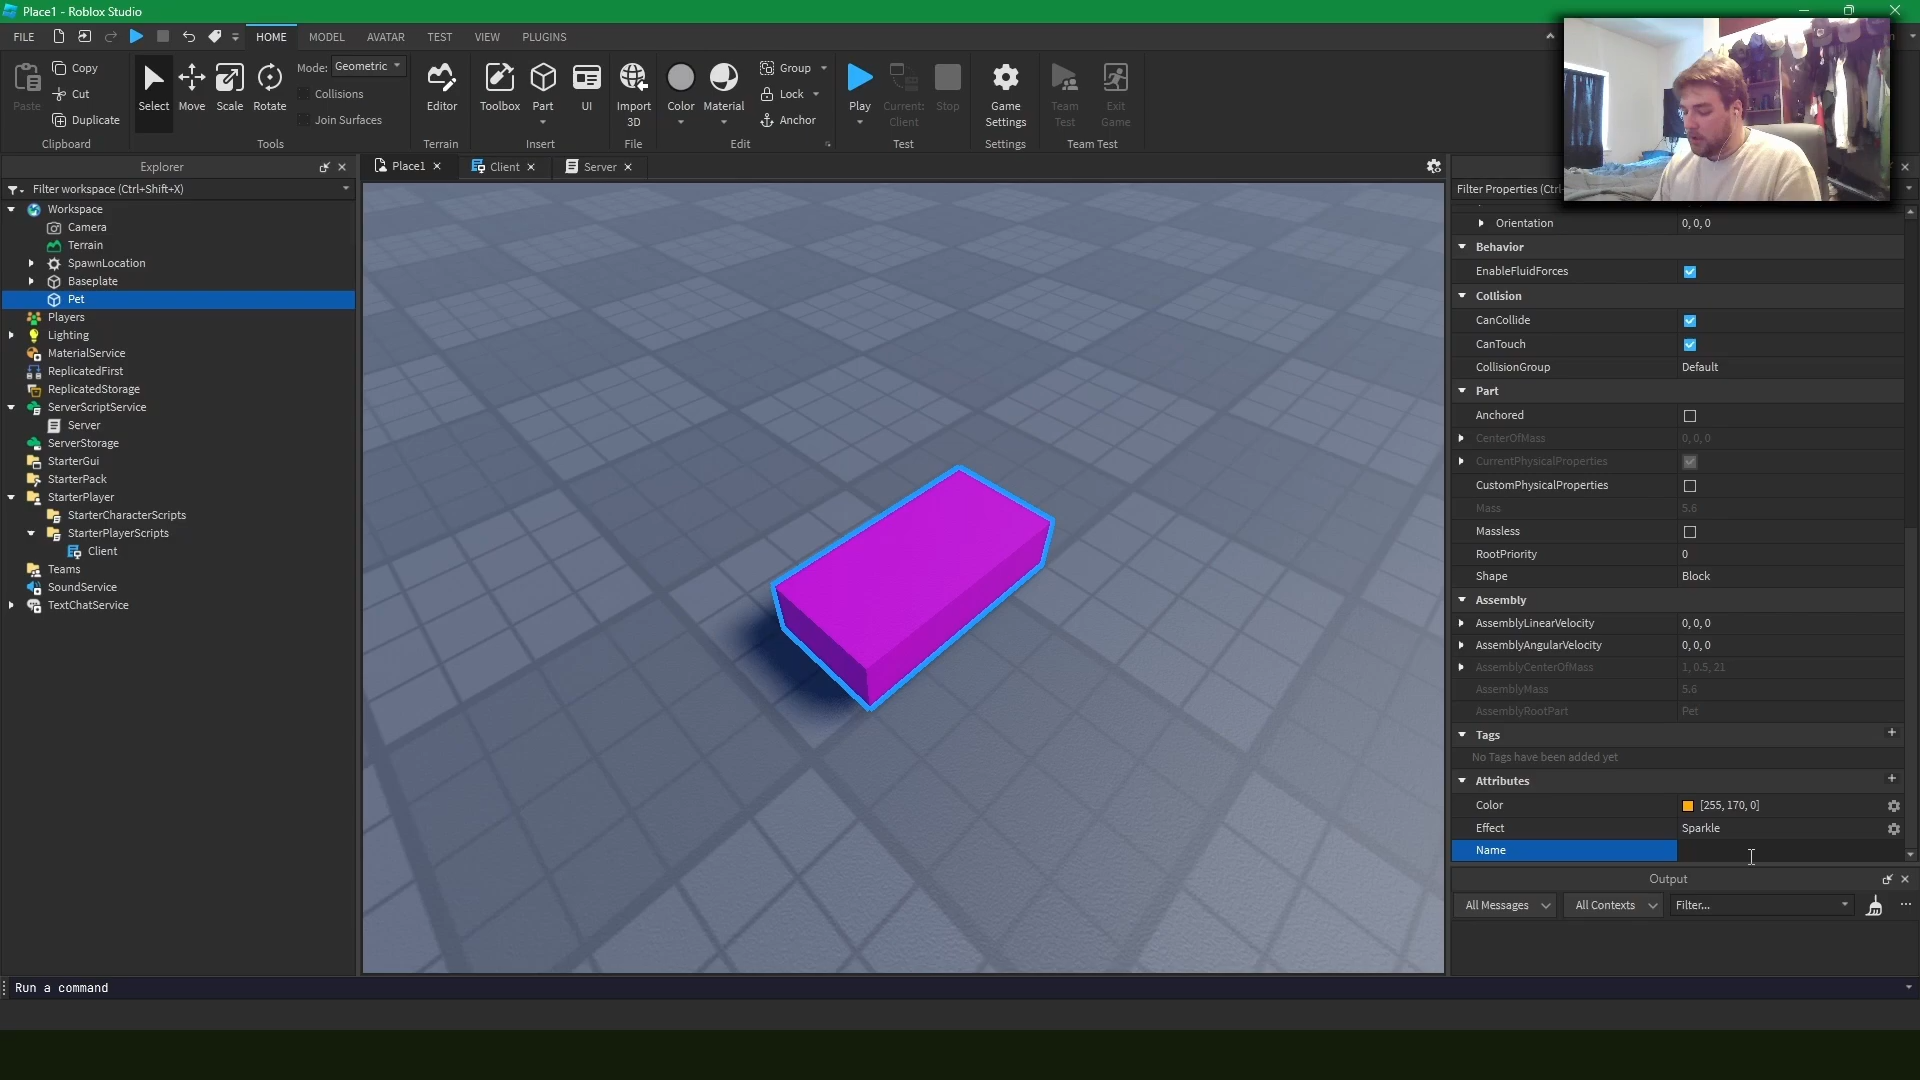 Place1 - Roblox Studio
FILE
HOME
MODEL
AVATAR
TEST
VIEW
PLUGINS
Paste
Copy
Cut
Duplicate
Clipboard
Select
Move
Scale
Rotate
Mode: Geometric
Collisions
Join Surfaces
Tools
Editor
Terrain
Toolbox
Part
UI
Insert
Import
3D
File
Color
Material
Group
Lock
Anchor
Edit
Play
Current:
Client
Stop
Test
Game
Settings
Settings
Team
Test
Exit
Game
Team Test
Explorer
Filter workspace (Ctrl+Shift+X)
Workspace
Camera
Terrain
SpawnLocation
Baseplate
Pet
Players
Lighting
MaterialService
ReplicatedFirst
ReplicatedStorage
ServerScriptService
Server
ServerStorage
StarterGui
StarterPack
StarterPlayer
StarterCharacterScripts
StarterPlayerScripts
Client
Teams
SoundService
TextChatService
Place1
Client
Server
Filter Properties (Ctrl
Orientation 0, 0, 0
Behavior
EnableFluidForces
Collision
CanCollide
CanTouch
CollisionGroup Default
Part
Anchored
CenterOfMass 0, 0, 0
CurrentPhysicalProperties
CustomPhysicalProperties
Mass 5.6
Massless
RootPriority 0
Shape Block
Assembly
AssemblyLinearVelocity 0, 0, 0
AssemblyAngularVelocity 0, 0, 0
AssemblyCenterOfMass 1, 0.5, 21
AssemblyMass 5.6
AssemblyRootPart Pet
Tags
No Tags have been added yet
Attributes
Color [255, 170, 0]
Effect Sparkle
Name
Output
All Messages
All Contexts
Filter...
Run a command